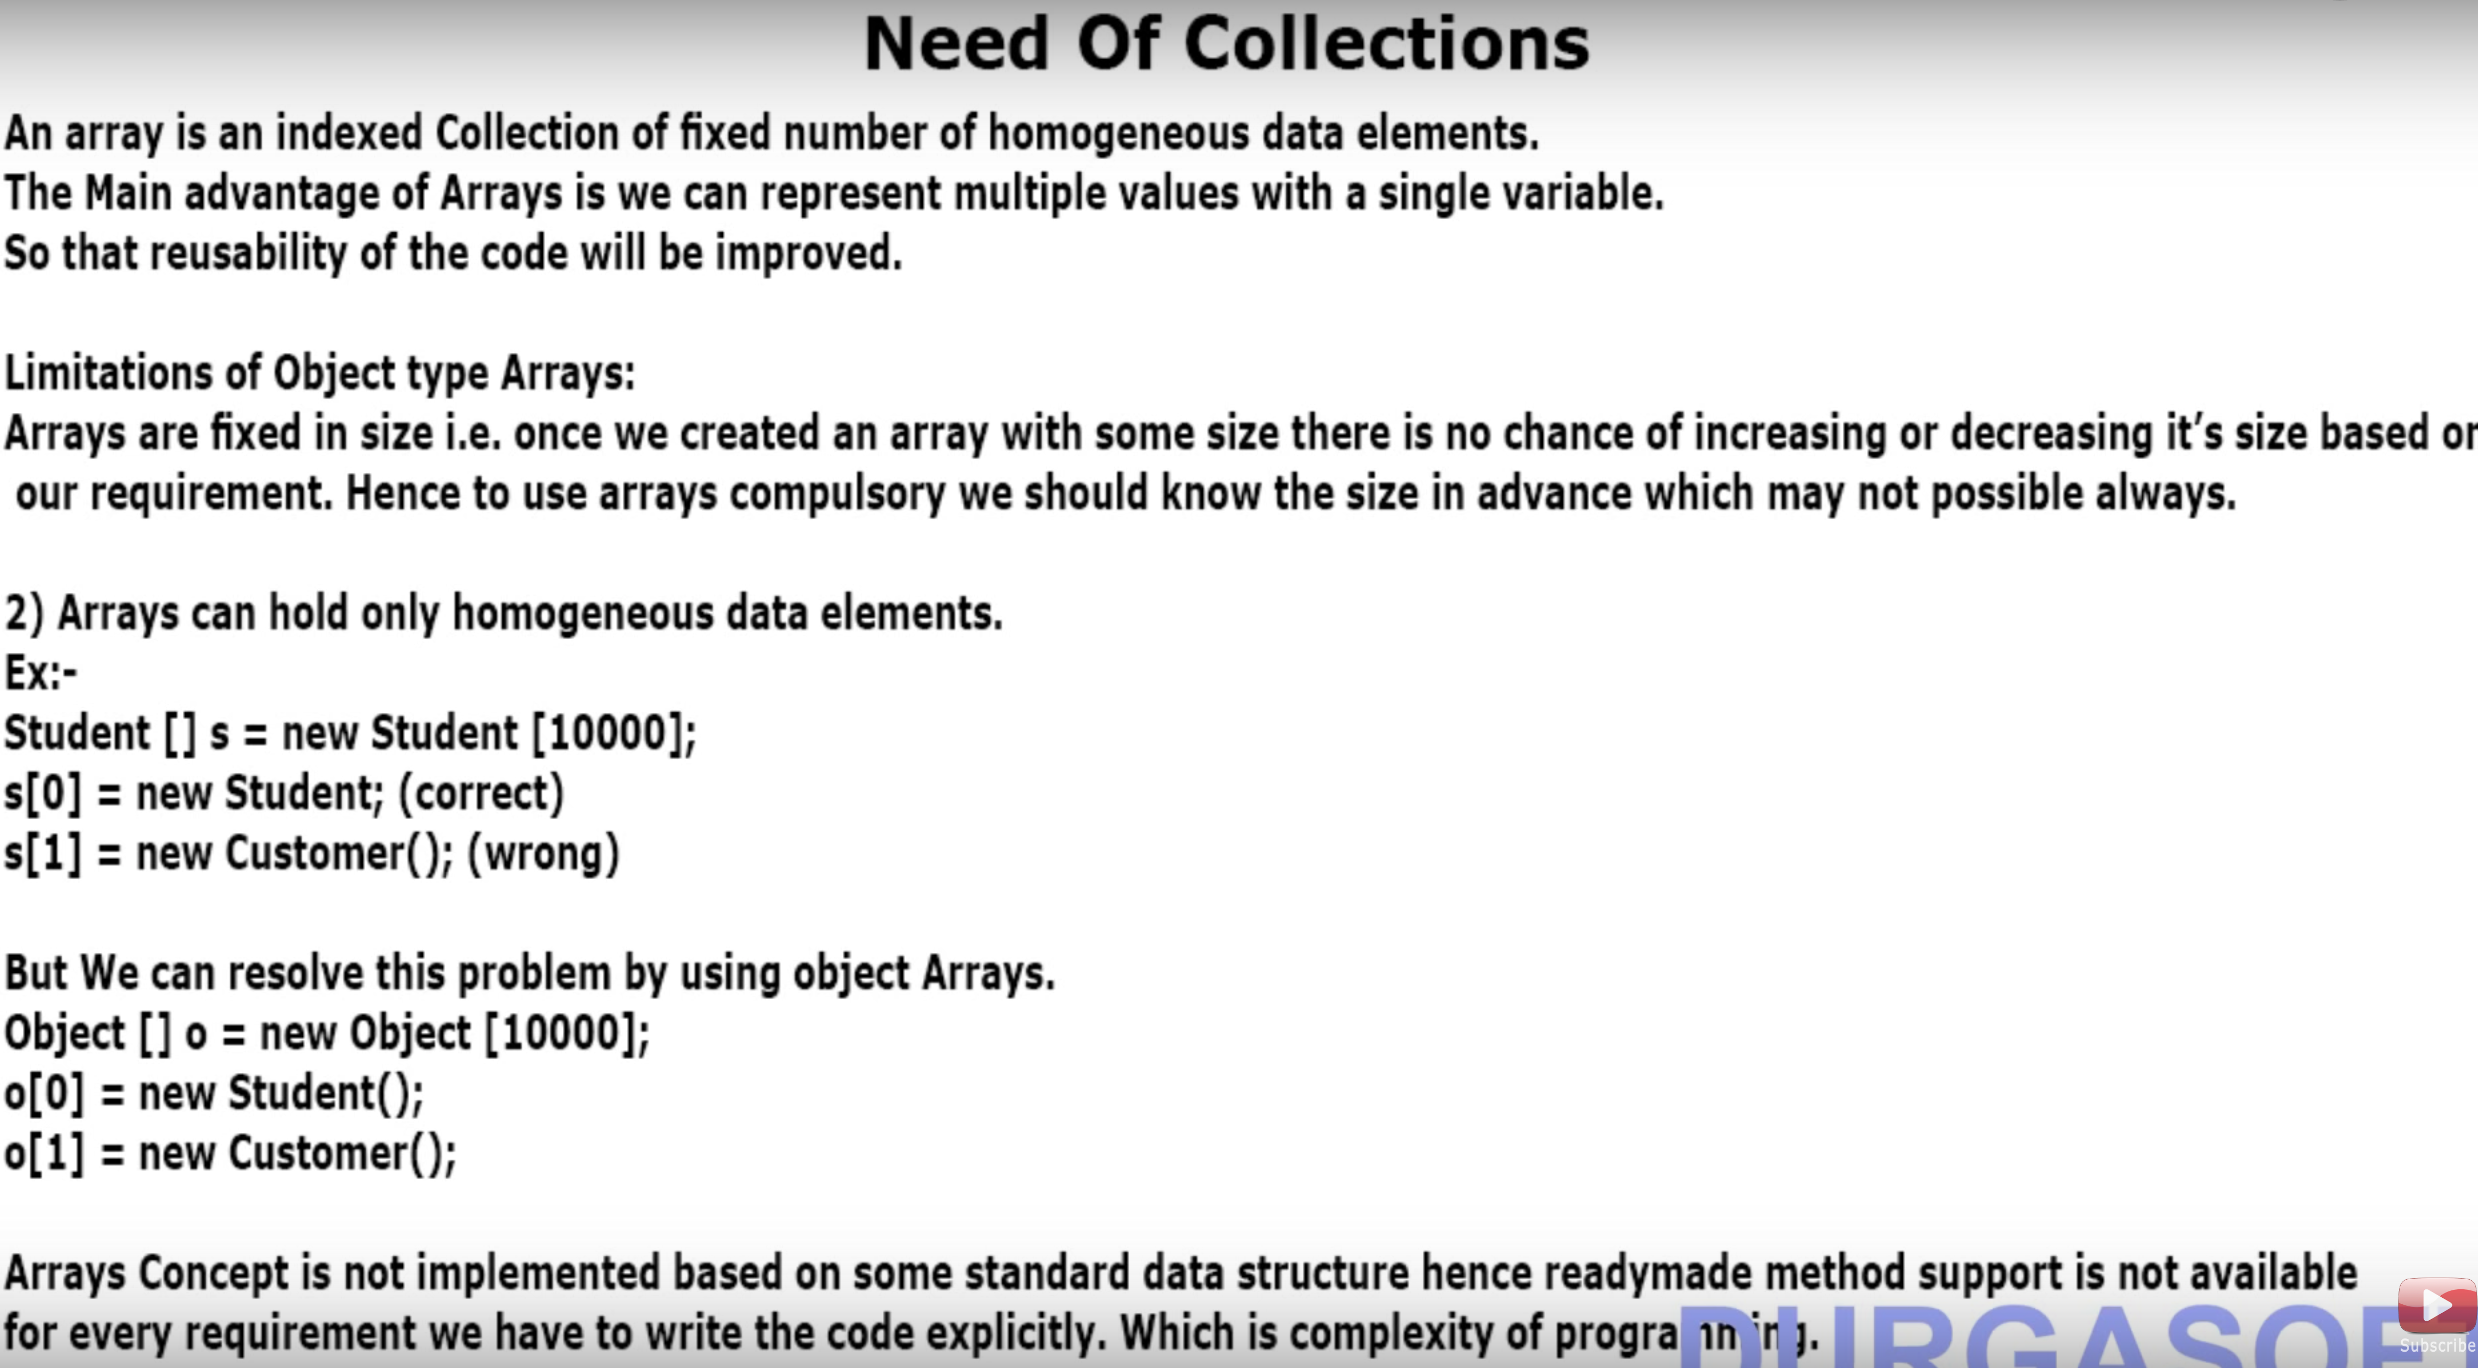 Need Of Collections
An array is an indexed Collection of fixed number of homogeneous data elements.
The Main advantage of Arrays is we can represent multiple values with a single variable.
So that reusability of the code will be improved.
Limitations of Object type Arrays:
Arrays are fixed in size i.e. once we created an array with some size there is no chance of increasing or decreasing it’s size based
our requirement. Hence to use arrays compulsory we should know the size in advance which may not possible always.
2) Arrays can hold only homogeneous data elements.
Ex:-
Student [] s = new Student [10000];
s[0] = new Student; (correct)
s[1] = new Customer(); (wrong)
But We can resolve this problem by using object Arrays.
Object [] o = new Object [10000];
o[0] = new Student();
o[1] = new Customer();
Arrays Concept is not implemented based on some standard data structure hence readymade method support is not available
for every requirement we have to write the code explicitly. Which is complexity of programming.
Subscribe